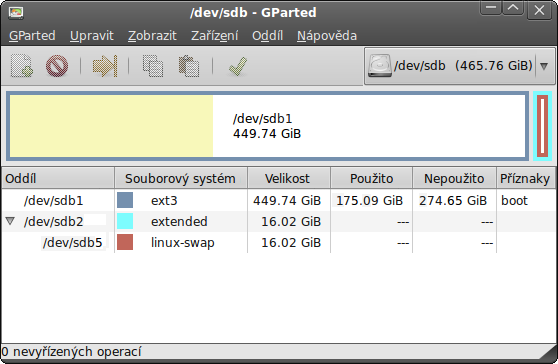 /dev/sdb - GParted
GParted Upravit Zobrazit Zařízení Oddíl Nápověda
/dev/sdb (465.76 GiB)
/dev/sdb1
449.74 GiB
Oddíl Souborový systém Velikost Použito Nepoužito Příznaky
/dev/sdb1 ext3 449.74 GiB 175.09 GiB 274.65 GiB boot
/dev/sdb2 extended 16.02 GiB --- ---
/dev/sdb5 linux-swap 16.02 GiB --- ---
0 nevyřízených operací